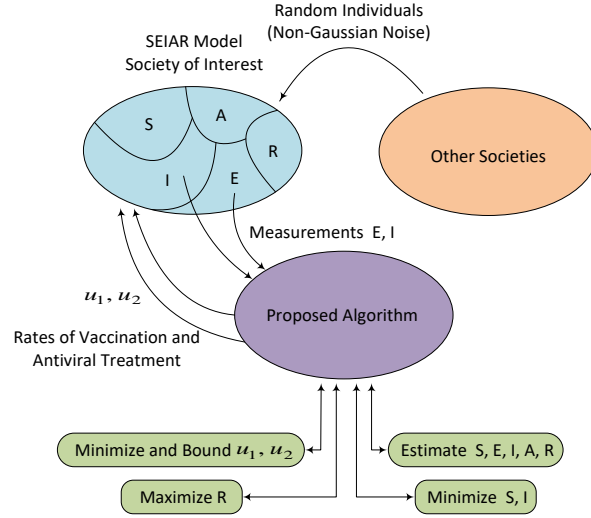 Random Individuals
(Non-Gaussian Noise)
SEIAR Model
Society of Interest
S
A
R
I
E
Other Societies
Measurements E, I
u1, u2
Proposed Algorithm
Rates of Vaccination and
Antiviral Treatment
Minimize and Bound u1, u2
Estimate S, E, I, A, R
Maximize R
Minimize S, I